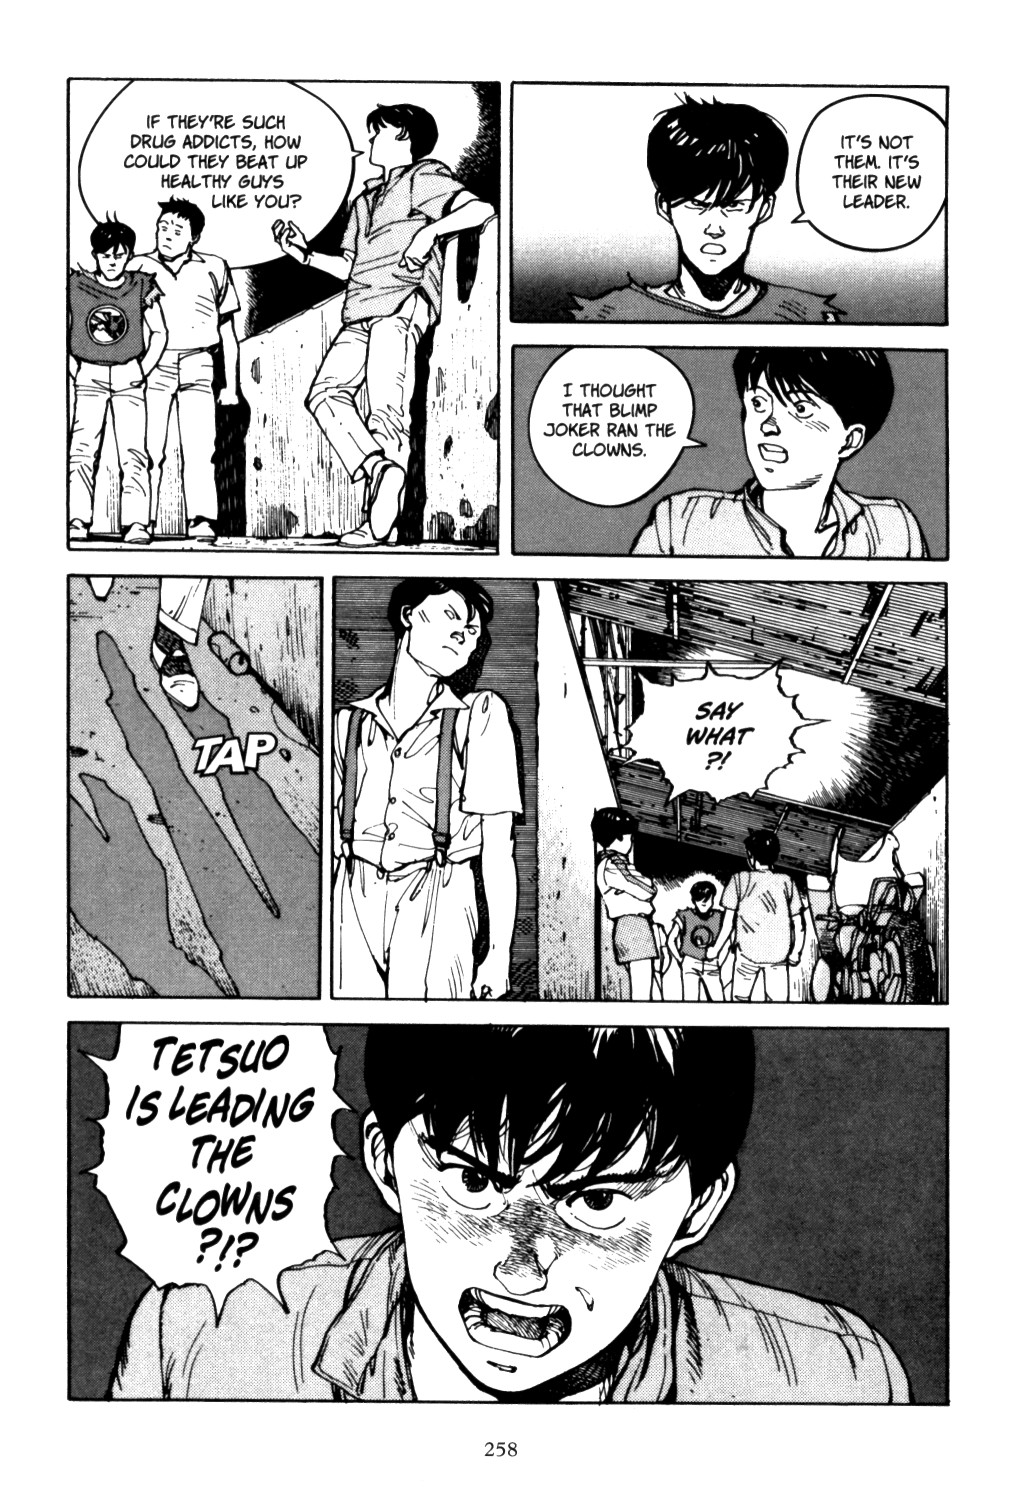 IF THEY'RE SUCH
DRUG ADDICTS, HOW
COULD THEY BEAT UP
HEALTHY GUYS
LIKE YOU?
IT'S NOT
THEM. IT'S
THEIR NEW
LEADER.
I THOUGHT
THAT BLIMP
JOKER RAN THE
CLOWNS.
TAP
SAY
WHAT
?!
TETSUO
IS LEADING
THE
CLOWNS
?!?
258